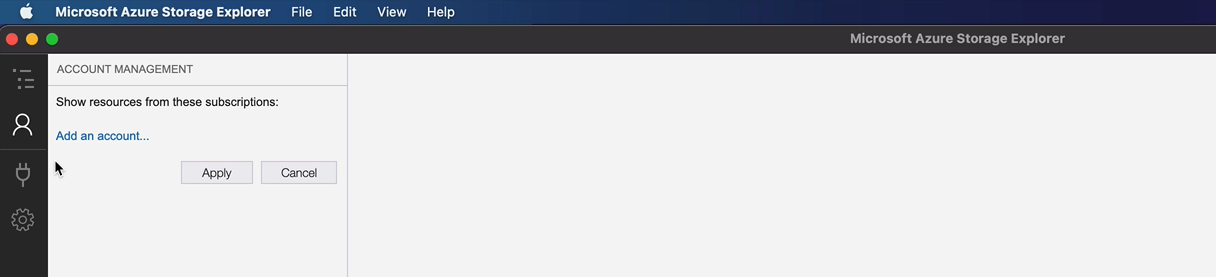 Microsoft Azure Storage Explorer File Edit View Help
Microsoft Azure Storage Explorer
ACCOUNT MANAGEMENT
Show resources from these subscriptions:
Add an account...
Apply Cancel